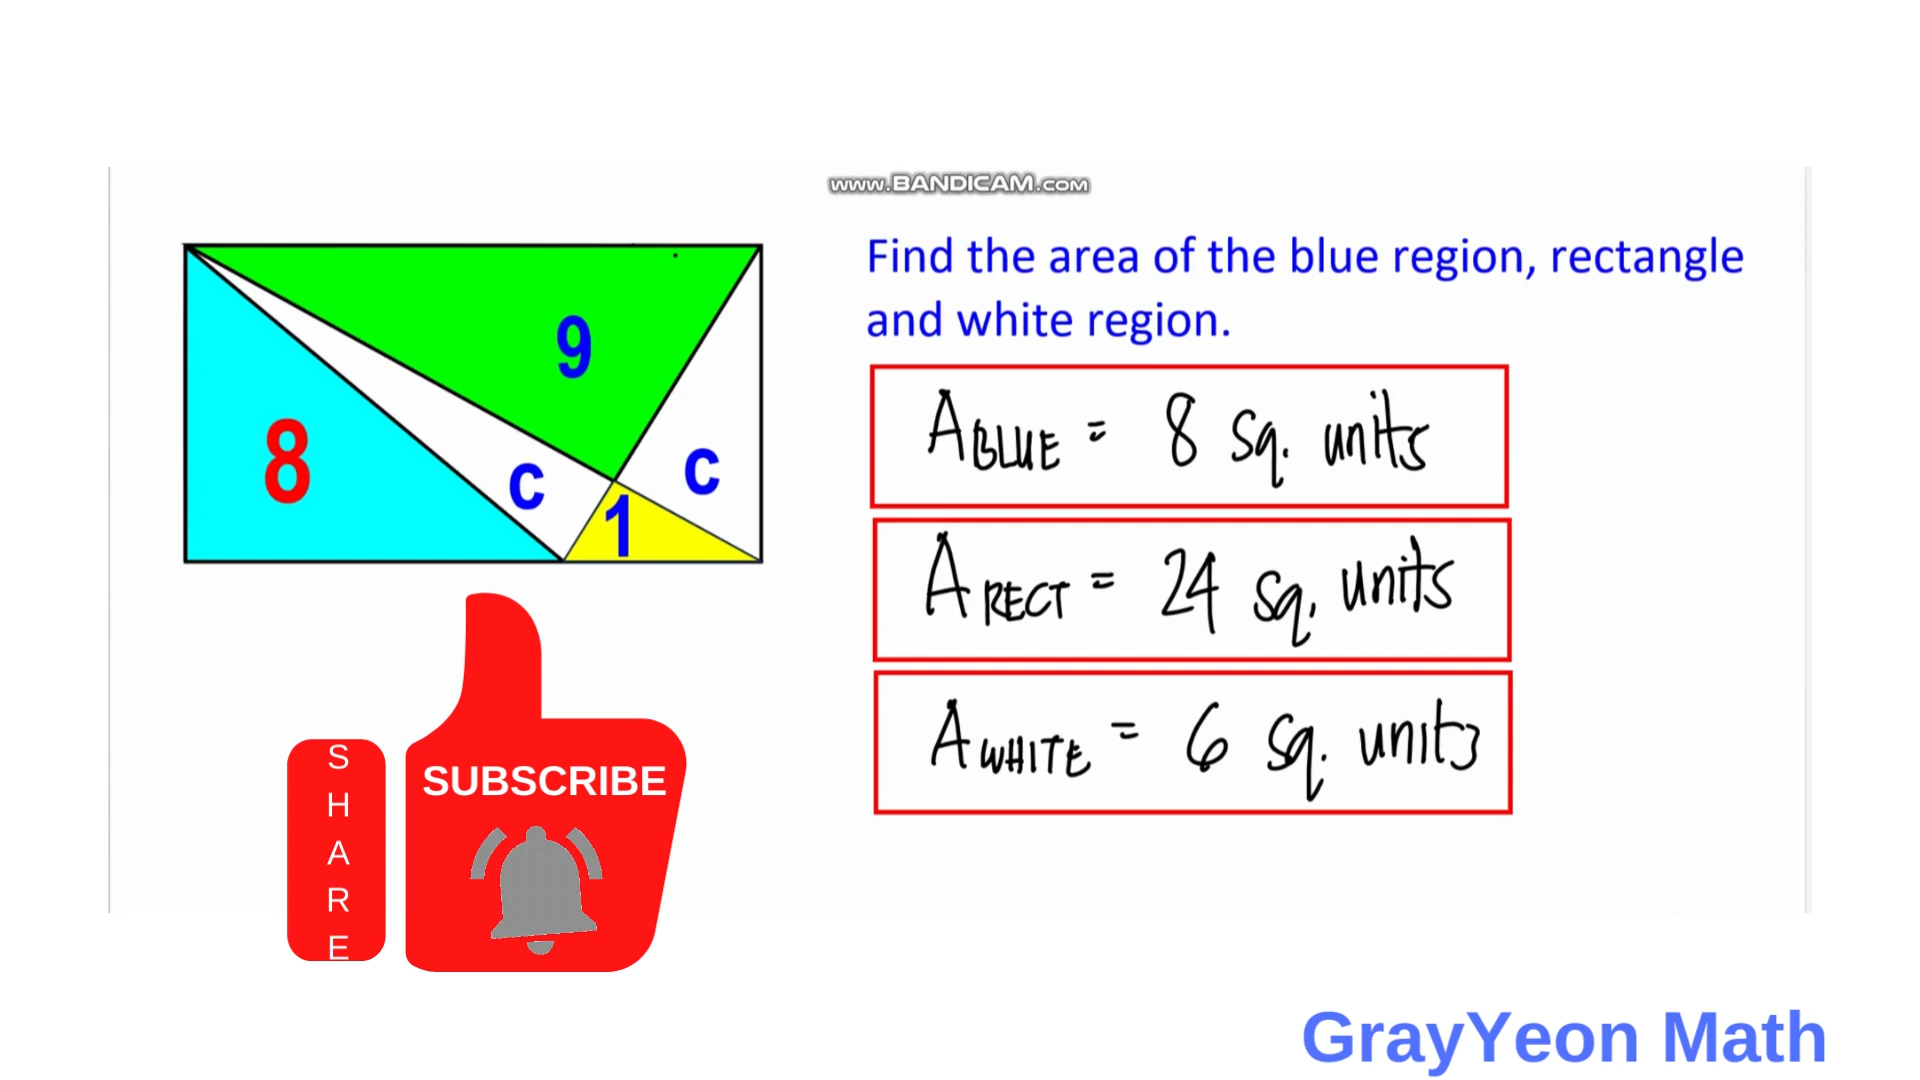 www.BANDICAM.COM
Find the area of the blue region, rectangle
and white region.
9
8
c
c
1
ABLUE = 8 sq. units
ARECT = 24 sq. units
AWHITE = 6 sq. units
SHARE
SUBSCRIBE
GrayYeon Math